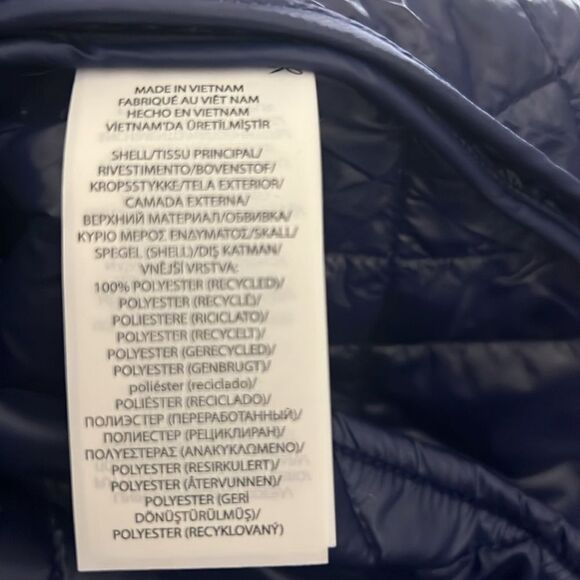 MADE IN VIETNAM
FABRIQUÉ AU VIÊT NAM
HECHO EN VIETNAM
VİETNAM'DA ÜRETİLMİŞTİR
SHELL/TISSU PRINCIPAL/
RIVESTIMENTO/BOVENSTOF/
KROPSSTYKKE/TELA EXTERIOR/
CAMADA EXTERNA/
ВЕРХНИЙ МАТЕРИАЛ/ОБВИВКА/
ΚΥΡΙΟ ΜΕΡΟΣ ΕΝΔΥΜΑΤΟΣ/SKALL/
SPEGEL (SHELL)/DIŞ KATMAN/
VNĚJŠÍ VRSTVA:
100% POLYESTER (RECYCLED)/
POLYESTER (RECYCLÉ)/
POLIESTERE (RICICLATO)/
POLYESTER (RECYCELT)/
POLYESTER (GERECYCLED)/
POLYESTER (GENBRUGT)/
poliéster (reciclado)/
POLIÉSTER (RECICLADO)/
ПОЛИЭСТЕР (ПЕРЕРАБОТАННЫЙ)/
ПОЛИЕСТЕР (РЕЦИКЛИРАН)/
ΠΟΛΥΕΣΤΕΡΑΣ (ΑΝΑΚΥΚΛΩΜΕΝΟ)/
POLYESTER (RESIRKULERT)/
POLYESTER (ÅTERVUNNEN)/
POLYESTER (GERİ
DÖNÜŞTÜRÜLMÜŞ)/
POLYESTER (RECYKLOVANÝ)